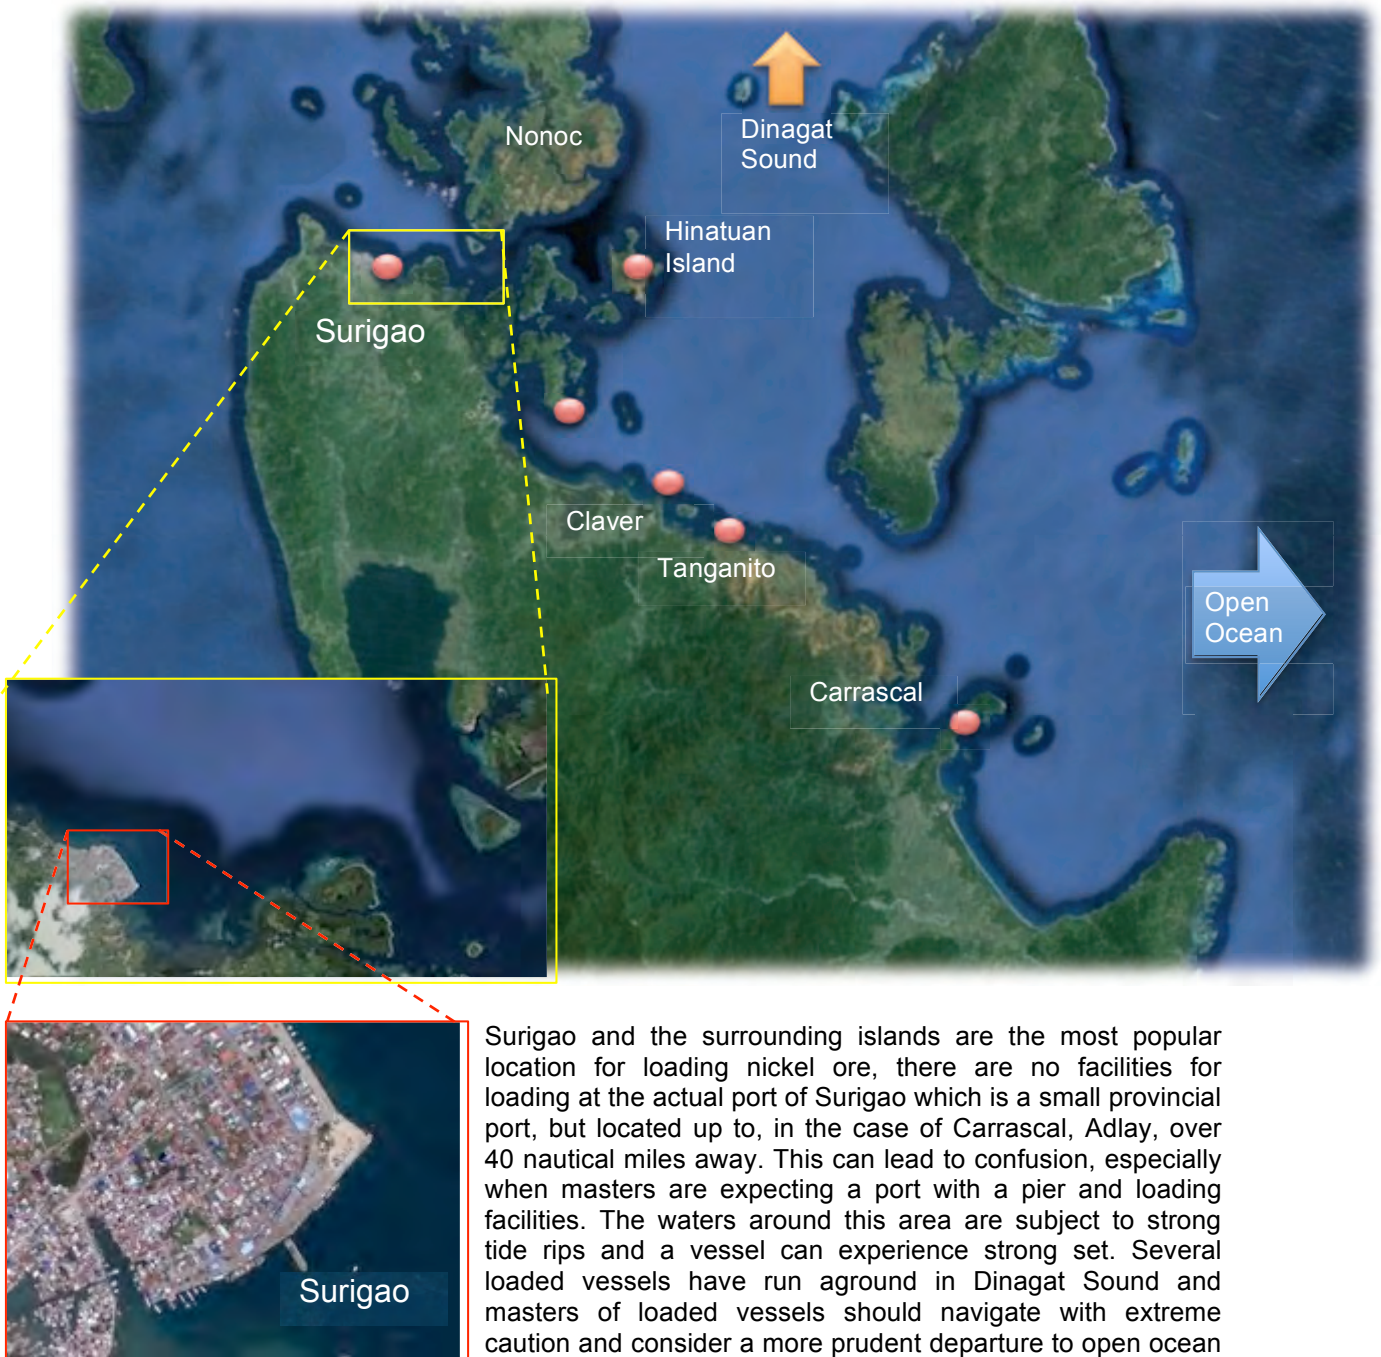 Nonoc
Dinagat
Sound
Hinatuan
Island
Surigao
Claver
Tanganito
Open
Ocean
Carrascal
Surigao and the surrounding islands are the most popular
location for loading nickel ore, there are no facilities for
loading at the actual port of Surigao which is a small provincial
port, but located up to, in the case of Carrascal, Adlay, over
40 nautical miles away. This can lead to confusion, especially
when masters are expecting a port with a pier and loading
facilities. The waters around this area are subject to strong
tide rips and a vessel can experience strong set. Several
loaded vessels have run aground in Dinagat Sound and
masters of loaded vessels should navigate with extreme
caution and consider a more prudent departure to open ocean
Surigao